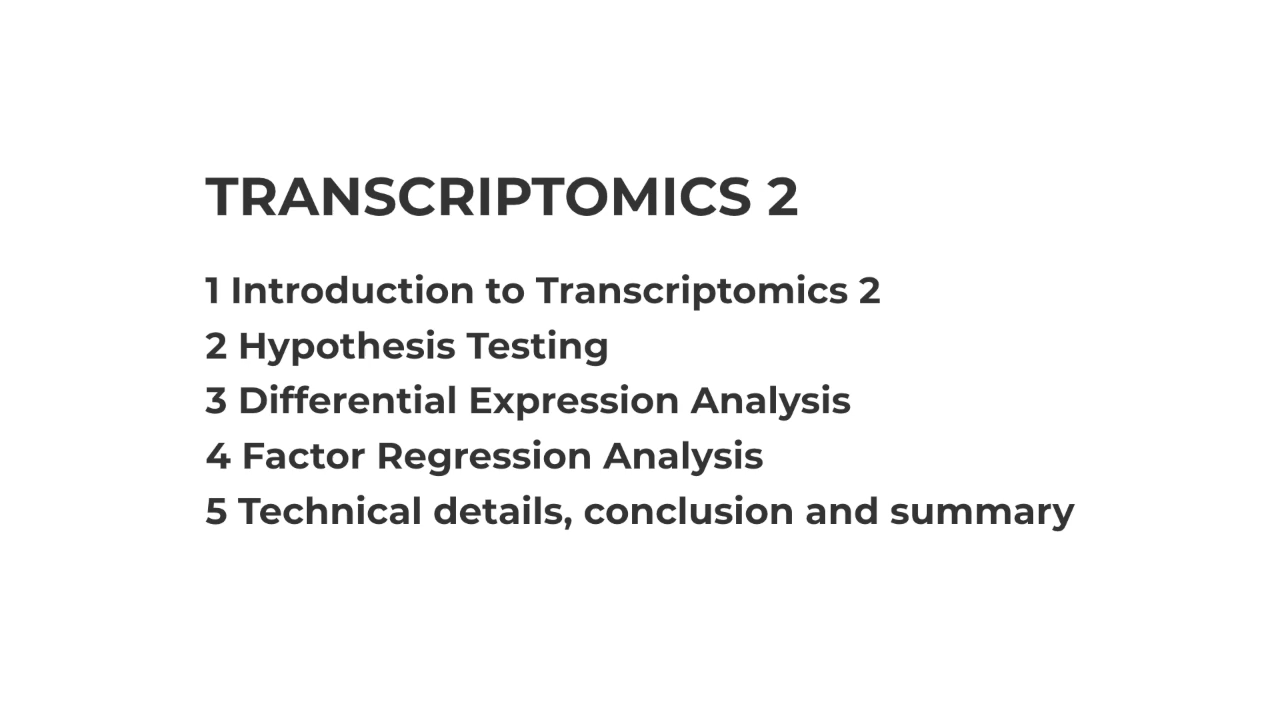 TRANSCRIPTOMICS 2
1 Introduction to Transcriptomics 2
2 Hypothesis Testing
3 Differential Expression Analysis
4 Factor Regression Analysis
5 Technical details, conclusion and summary